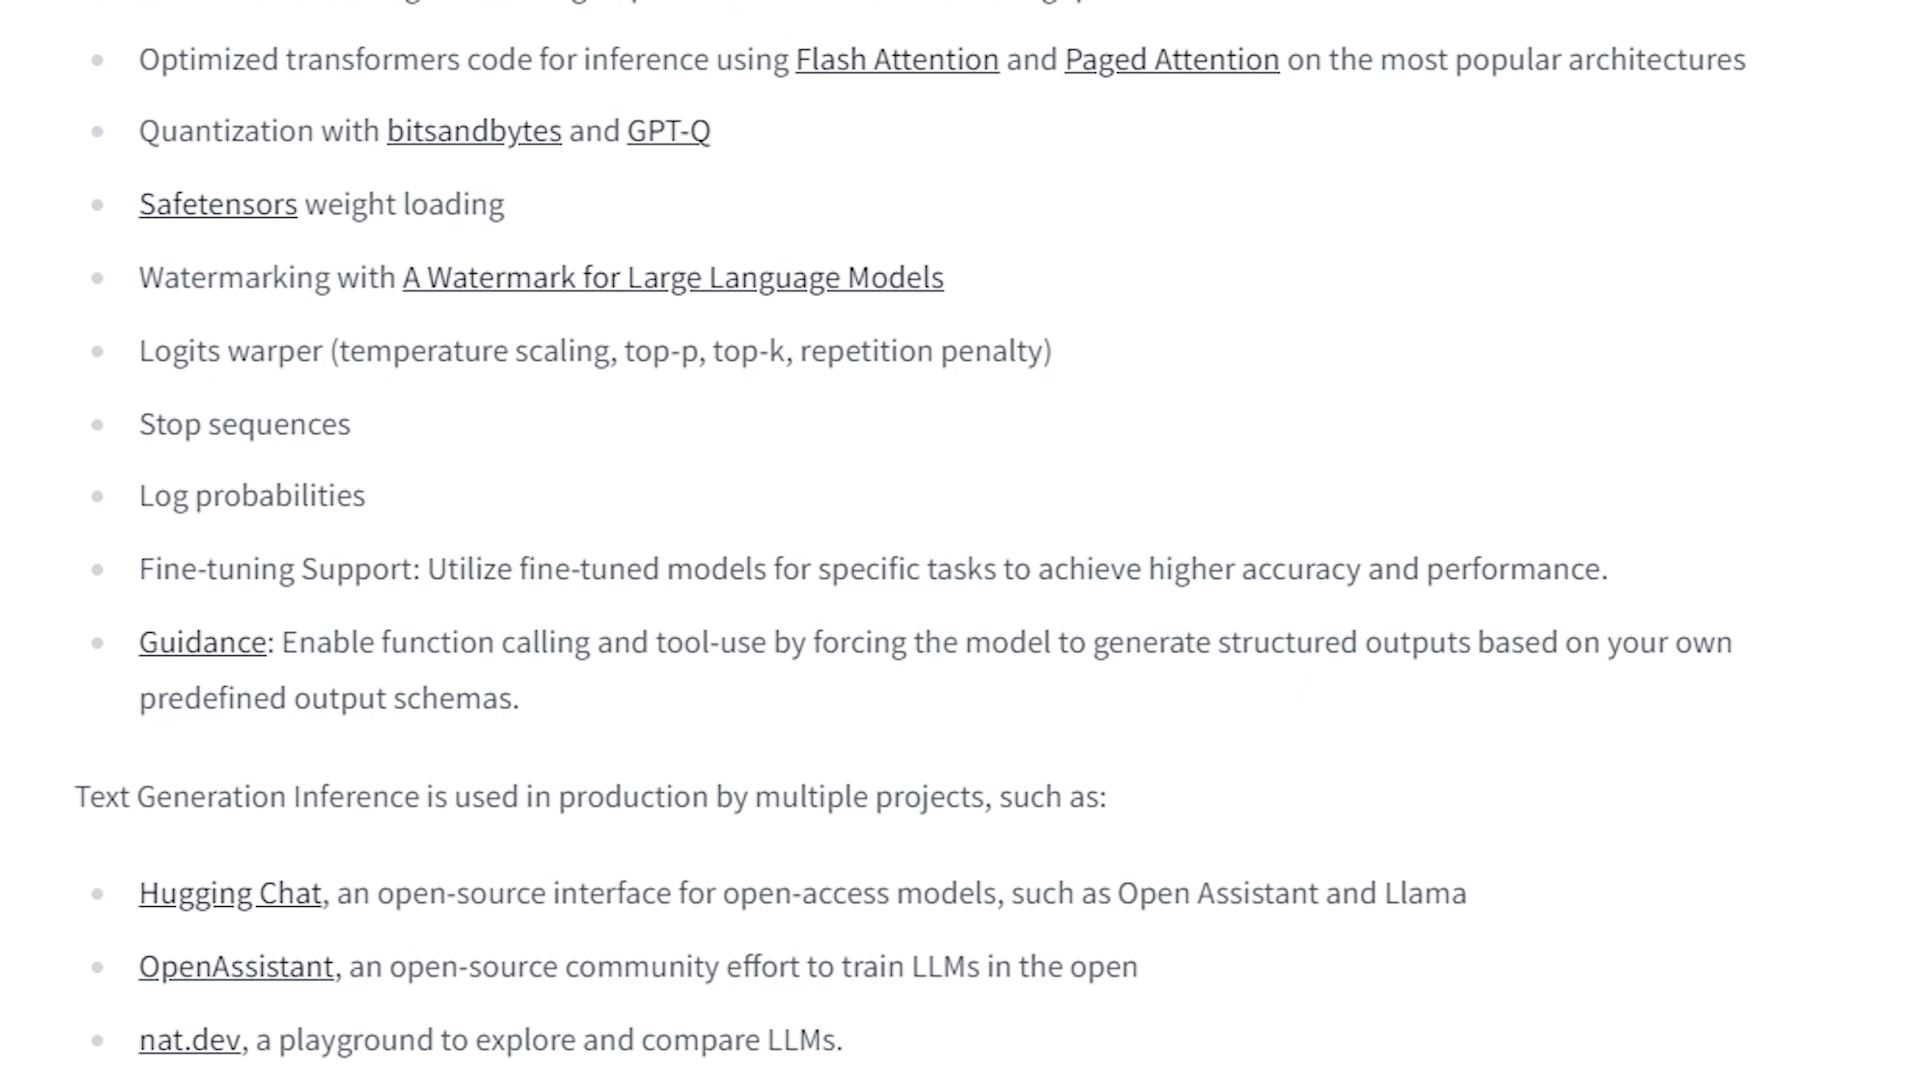 Optimized transformers code for inference using Flash Attention and Paged Attention on the most popular architectures
Quantization with bitsandbytes and GPT-Q
Safetensors weight loading
Watermarking with A Watermark for Large Language Models
Logits warper (temperature scaling, top-p, top-k, repetition penalty)
Stop sequences
Log probabilities
Fine-tuning Support: Utilize fine-tuned models for specific tasks to achieve higher accuracy and performance.
Guidance: Enable function calling and tool-use by forcing the model to generate structured outputs based on your own
predefined output schemas.
Text Generation Inference is used in production by multiple projects, such as:
Hugging Chat, an open-source interface for open-access models, such as Open Assistant and Llama
OpenAssistant, an open-source community effort to train LLMs in the open
nat.dev, a playground to explore and compare LLMs.